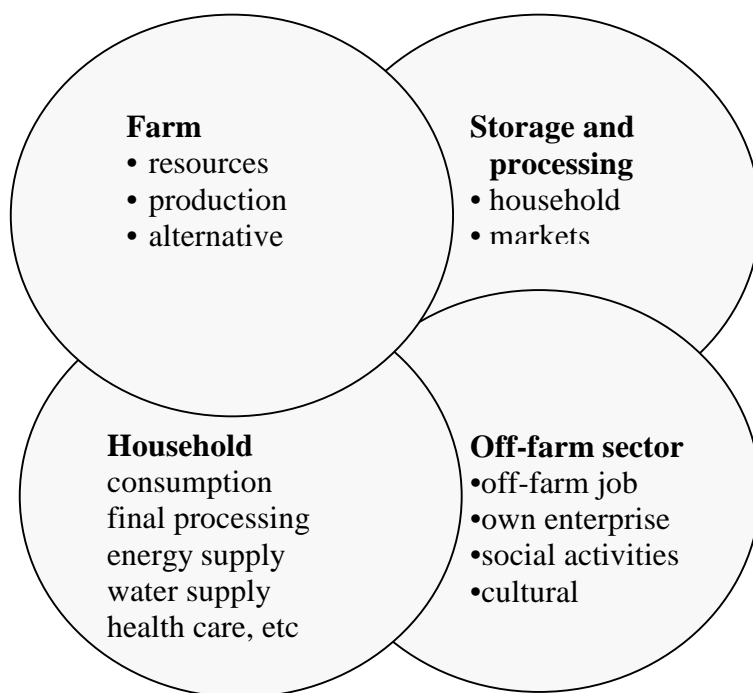 Farm
• resources
• production
• alternative
Storage and
processing
• household
• markets
Household
consumption
final processing
energy supply
water supply
health care, etc
Off-farm sector
•off-farm job
•own enterprise
•social activities
•cultural